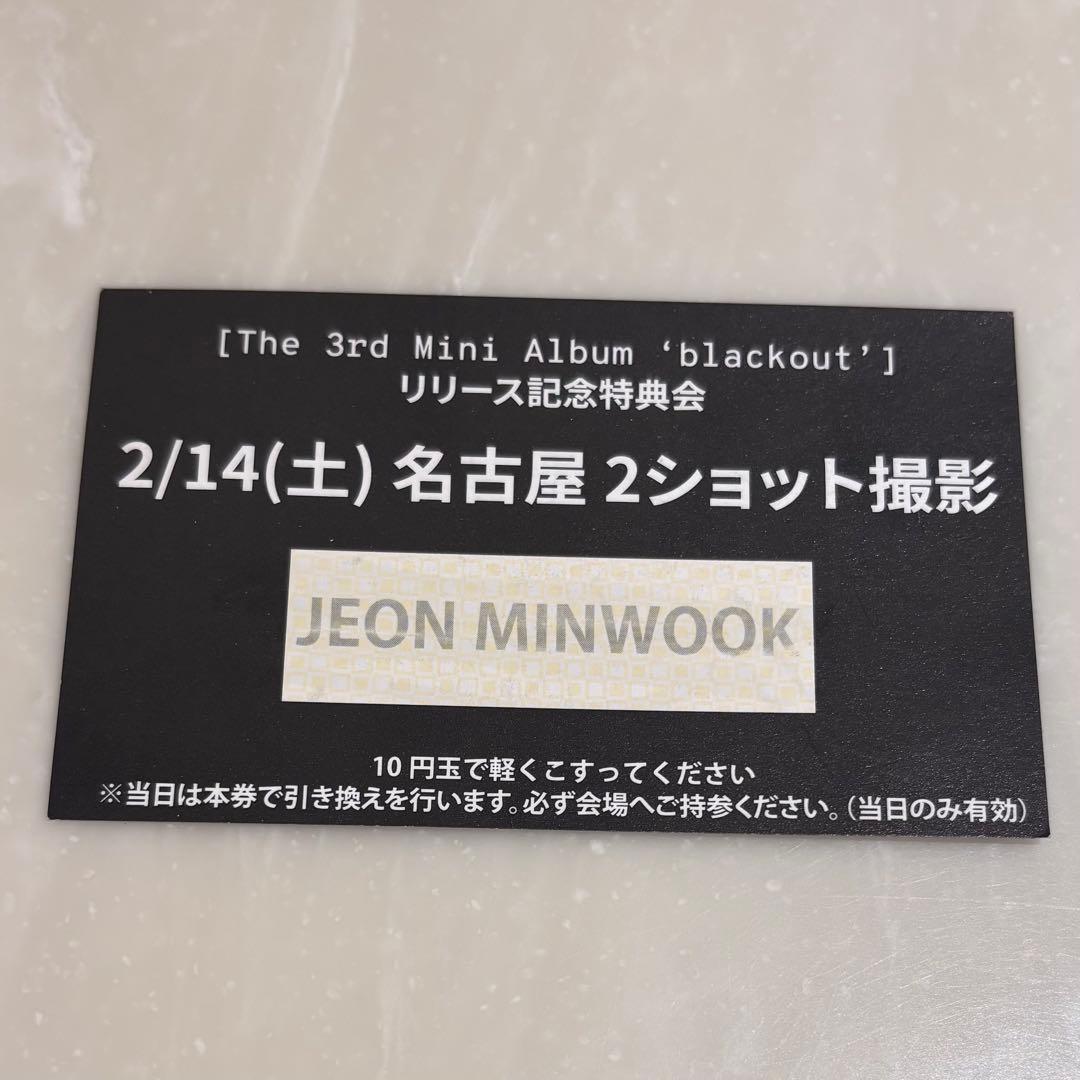 [The 3rd Mini Album ‘blackout’]
リリース記念特典会
2/14(土) 名古屋 2ショット撮影
JEON MINWOOK
10 円玉で軽くこすってください
※当日は本券で引き換えを行います。必ず会場へご持参ください。(当日のみ有効)